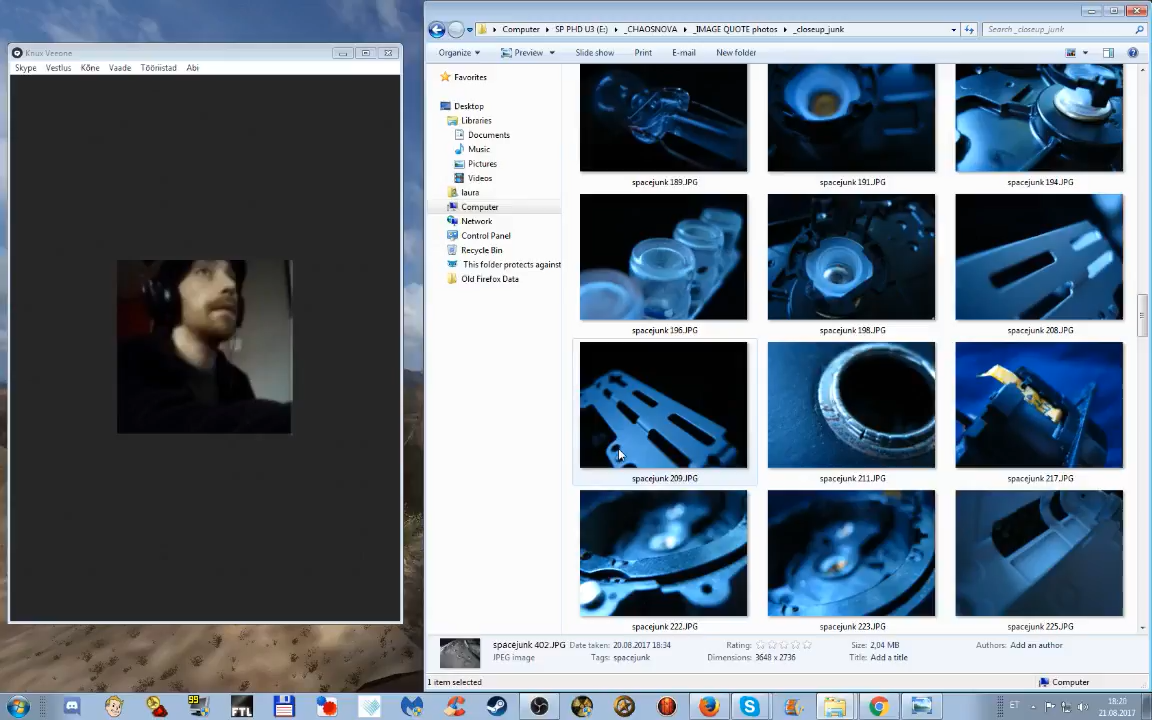 Knux Veeone
Skype Vestlus Kõne Vaade Tööriistad Abi
Computer SP PHD U3 (E:) _CHAOSNOVA _IMAGE QUOTE photos _closeup_junk
Search _closeup_junk
Organize Preview Slide show Print E-mail New folder
Favorites
Desktop
Libraries
Documents
Music
Pictures
Videos
laura
Computer
Network
Control Panel
Recycle Bin
This folder protects against
Old Firefox Data
spacejunk 189.JPG spacejunk 191.JPG spacejunk 194.JPG
spacejunk 196.JPG spacejunk 198.JPG spacejunk 208.JPG
spacejunk 209.JPG spacejunk 211.JPG spacejunk 217.JPG
spacejunk 222.JPG spacejunk 223.JPG spacejunk 225.JPG
spacejunk 402.JPG Date taken: 20.08.2017 18:34 Rating: Size: 2,04 MB Authors: Add an author
JPEG image Tags: spacejunk Dimensions: 3648 x 2736 Title: Add a title
1 item selected Computer
99 FTL ET 18:20
21.08.2017